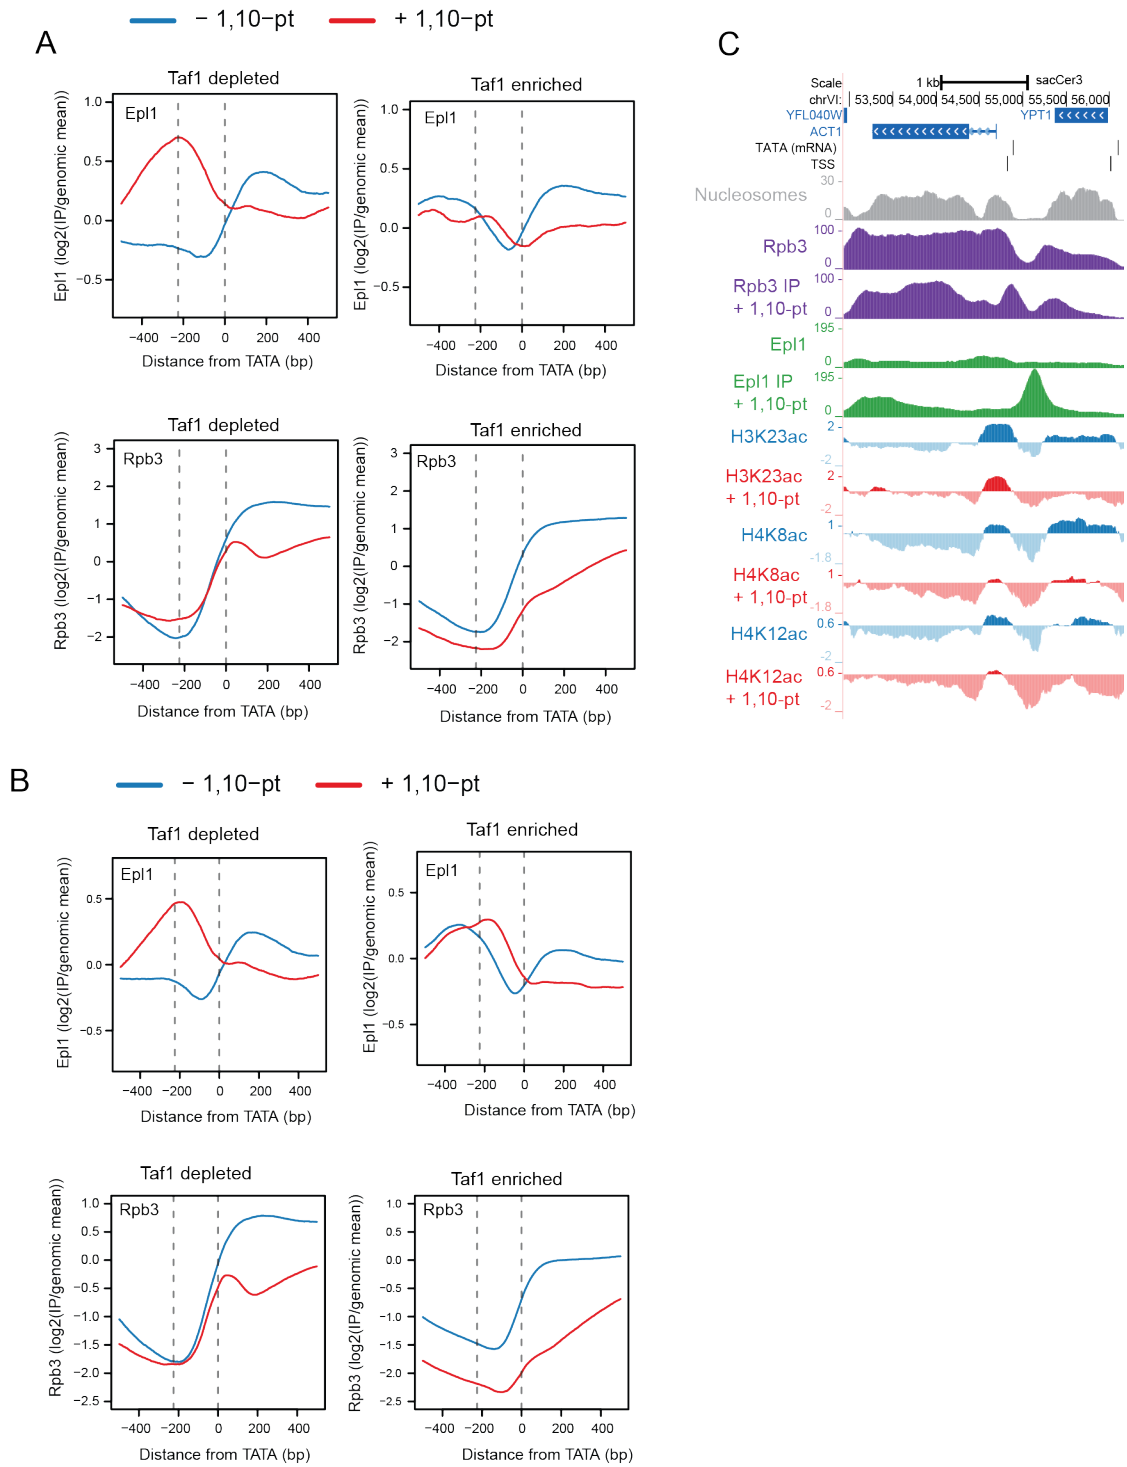 − 1,10−pt + 1,10−pt
A
Taf1 depleted
Epl1
Epl1 (log2(IP/genomic mean))
1.0
0.5
0.0
−0.5
−400 −200 0 200 400
Distance from TATA (bp)
Taf1 enriched
Epl1
Epl1 (log2(IP/genomic mean))
1.0
0.5
0.0
−0.5
−400 −200 0 200 400
Distance from TATA (bp)
Taf1 depleted
Rpb3
Rpb3 (log2(IP/genomic mean))
3
2
1
0
−1
−2
−400 −200 0 200 400
Distance from TATA (bp)
Taf1 enriched
Rpb3
Rpb3 (log2(IP/genomic mean))
3
2
1
0
−1
−2
−400 −200 0 200 400
Distance from TATA (bp)
B
− 1,10−pt + 1,10−pt
Taf1 depleted
Epl1
Epl1 (log2(IP/genomic mean))
0.5
0.0
−0.5
−400 −200 0 200 400
Distance from TATA (bp)
Taf1 enriched
Epl1
Epl1 (log2(IP/genomic mean))
0.5
0.0
−0.5
−400 −200 0 200 400
Distance from TATA (bp)
Taf1 depleted
Rpb3
Rpb3 (log2(IP/genomic mean))
1.0
0.5
0.0
−0.5
−1.0
−1.5
−2.0
−2.5
−400 −200 0 200 400
Distance from TATA (bp)
Taf1 enriched
Rpb3
Rpb3 (log2(IP/genomic mean))
1.0
0.5
0.0
−0.5
−1.0
−1.5
−2.0
−2.5
−400 −200 0 200 400
Distance from TATA (bp)
C
Scale 1 kb sacCer3
chrVI: 53,500 54,000 54,500 55,000 55,500 56,000
YFL040W YPT1
ACT1
TATA (mRNA)
TSS
Nucleosomes 30 0
Rpb3 100 0
Rpb3 IP 100
+ 1,10-pt 0
195
Epl1 0
Epl1 IP 195
+ 1,10-pt 0
H3K23ac 2 -2
H3K23ac 2
+ 1,10-pt -2
H4K8ac 1 -1.8
H4K8ac 1
+ 1,10-pt -1.8
H4K12ac 0.6 -2
H4K12ac 0.6
+ 1,10-pt -2